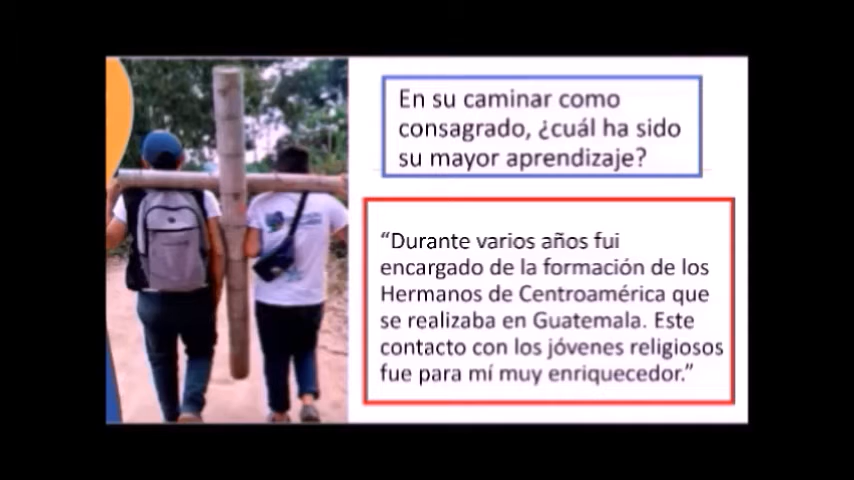 En su caminar como
consagrado, ¿cuál ha sido
su mayor aprendizaje?
“Durante varios años fui
encargado de la formación de los
Hermanos de Centroamérica que
se realizaba en Guatemala. Este
contacto con los jóvenes religiosos
fue para mí muy enriquecedor.”